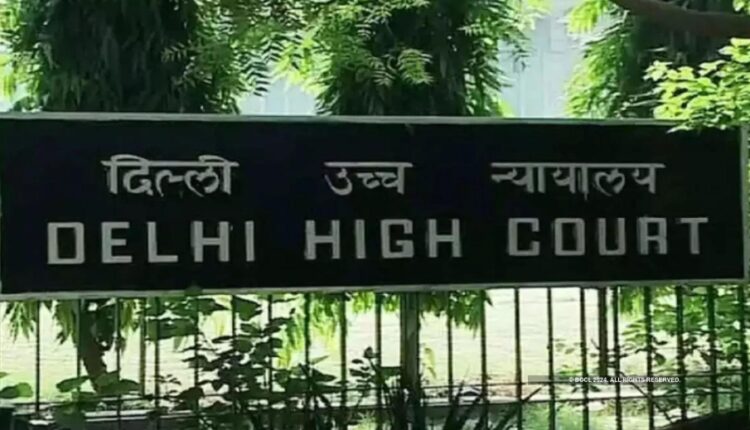 दिल्ली उच्च न्यायालय
DELHI HIGH COURT
© BCCL 2024, ALL RIGHTS RESERVED.